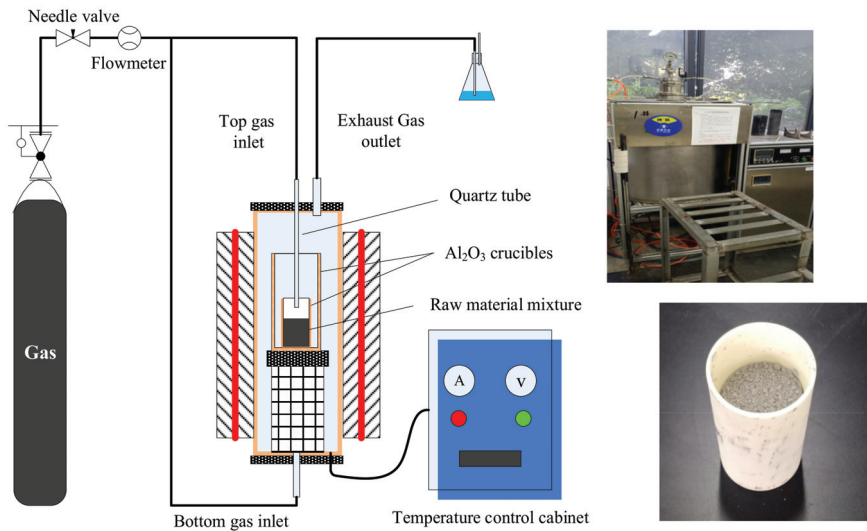 Needle valve
Flowmeter
Top gas
inlet
Exhaust Gas
outlet
Quartz tube
Al₂O₃ crucibles
Raw material mixture
Gas
A
V
Bottom gas inlet
Temperature control cabinet